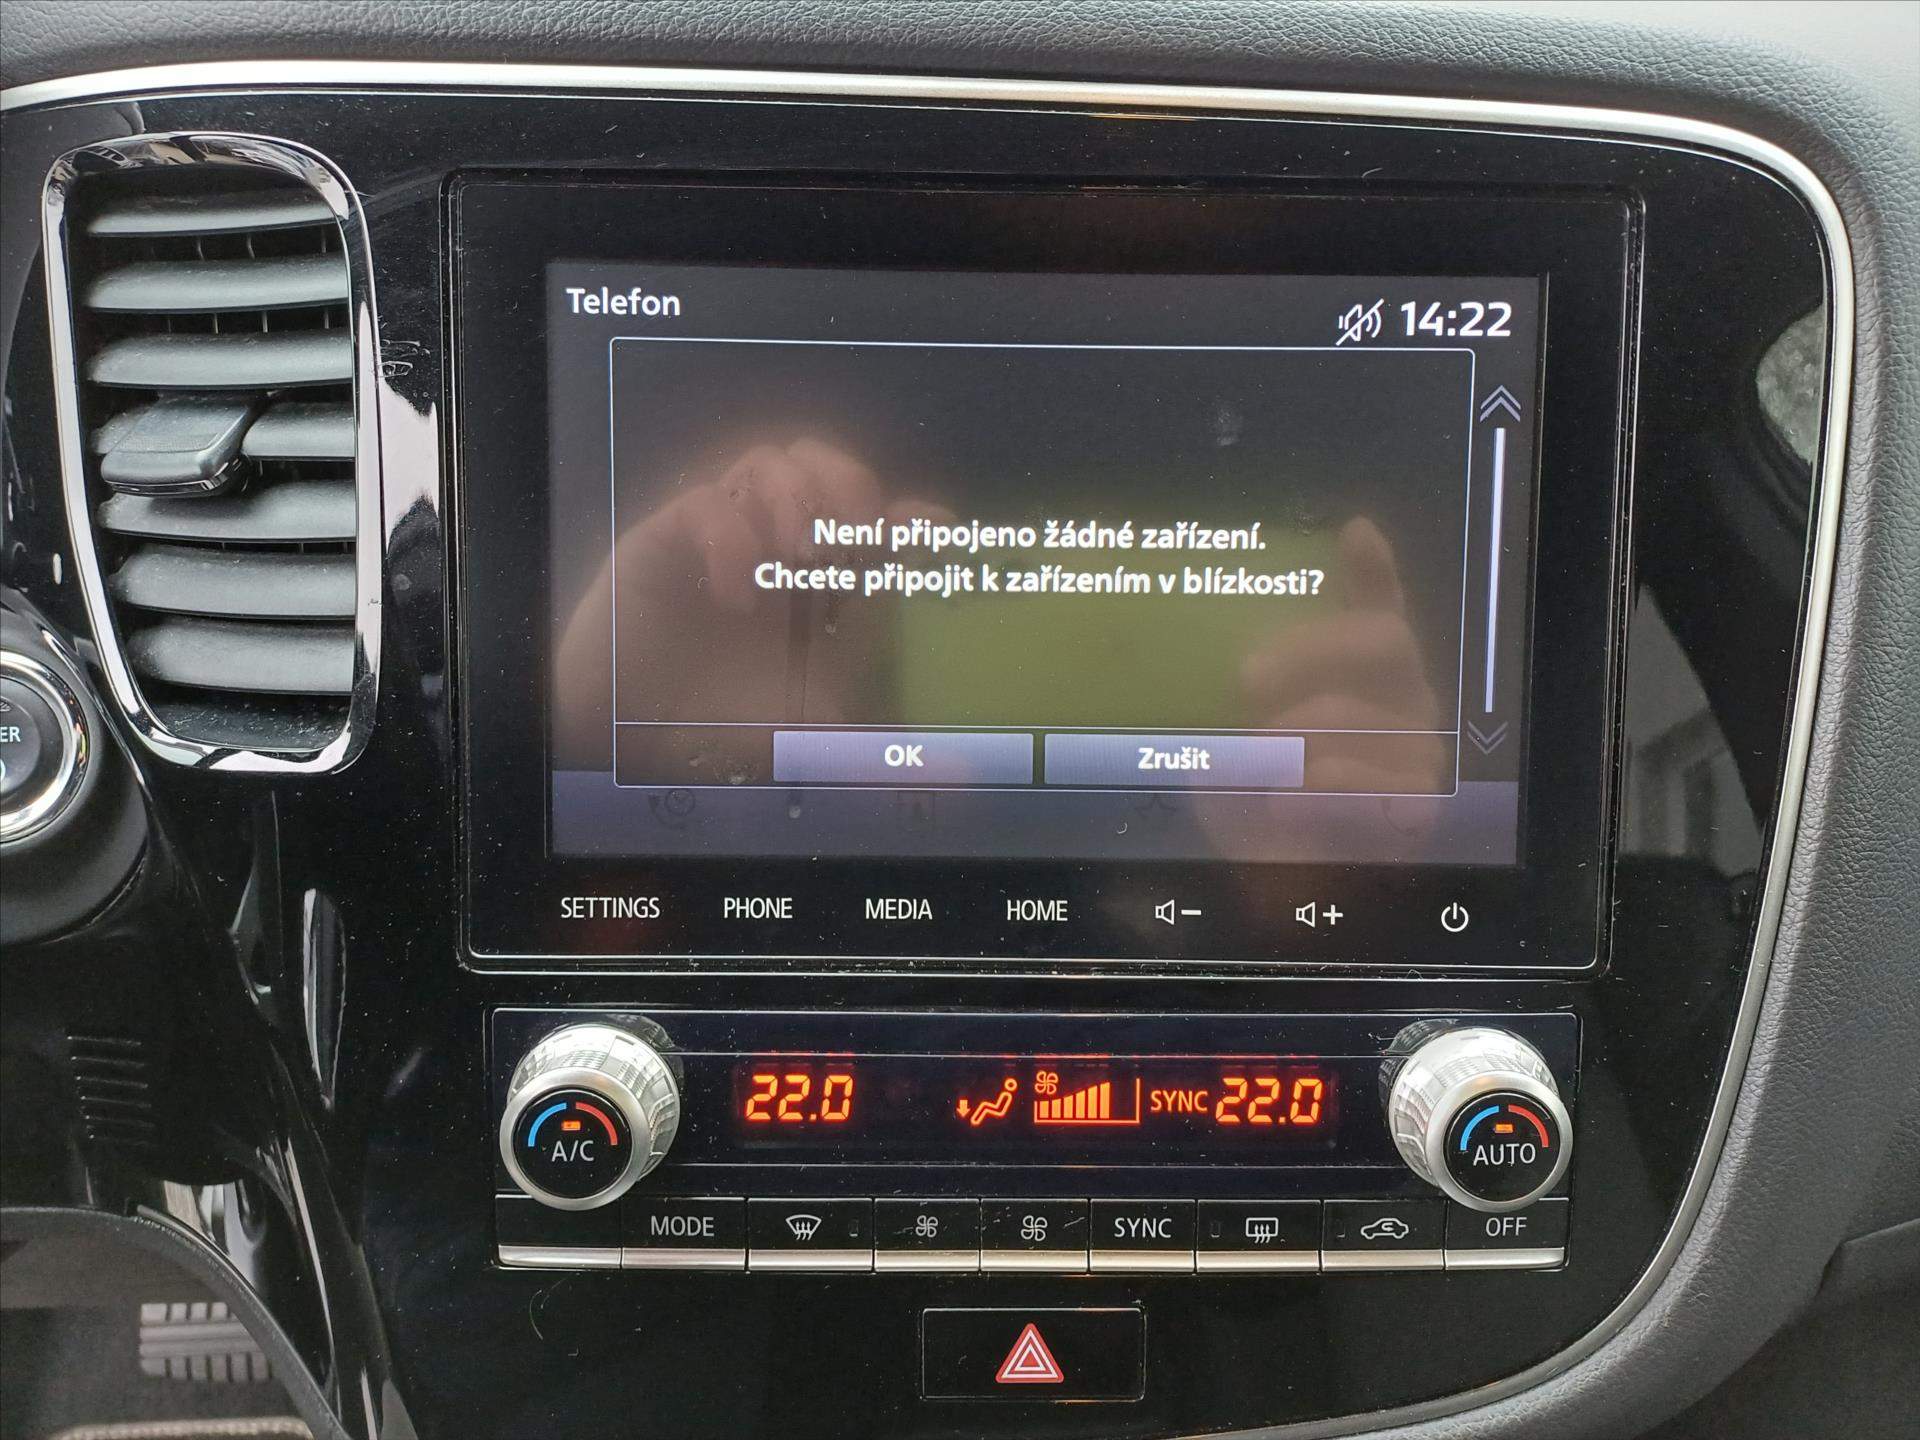 Telefon
14:22
Není připojeno žádné zařízení.
Chcete připojit k zařízením v blízkosti?
OK Zrušit
SETTINGS PHONE MEDIA HOME
22.0 SYNC 22.0
A/C AUTO
MODE SYNC OFF